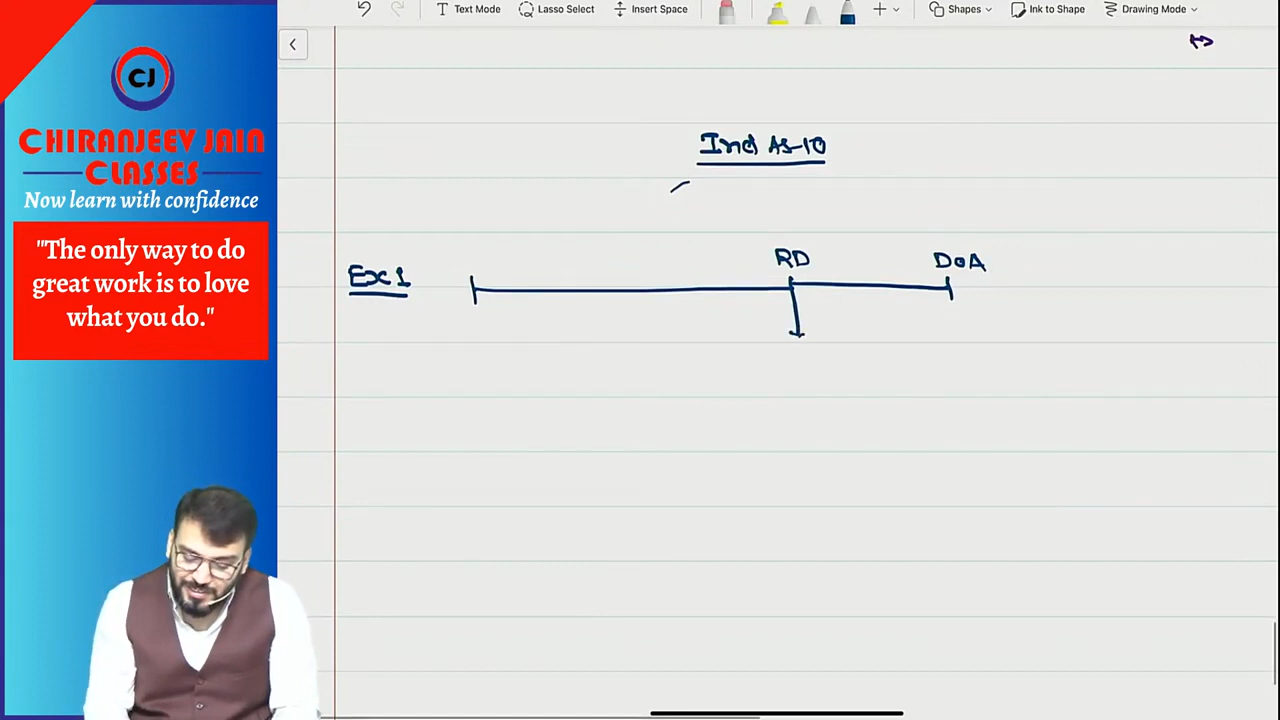 Text Mode
Lasso Select
Insert Space
Shapes
Ink to Shape
Drawing Mode
CJ
CHIRANJEEV JAIN
CLASSES
Now learn with confidence
"The only way to do
great work is to love
what you do."
Ind AS-10
Ex 1
RD
DOA